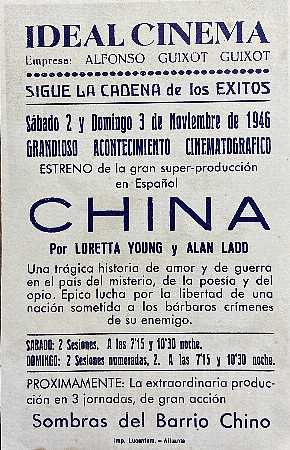 IDEAL CINEMA
Empresa: ALFONSO GUIXOT GUIXOT
SIGUE LA CADENA de los EXITOS
Sábado 2 y Domingo 3 de Noviembre de 1946
GRANDIOSO ACONTECIMIENTO CINEMATOGRAFICO
ESTRENO de la gran super-producción
en Español
CHINA
Por LORETTA YOUNG y ALAN LADD
Una trágica historia de amor y de guerra
en el país del misterio, de la poesía y del
opio. Epica lucha por la libertad de una
nación sometida a los bárbaros crímenes
de su enemigo.
SABADO: 2 Sesiones. A las 7'15 y 10'30 noche.
DOMINGO: 2 Sesiones numeradas, 2. A las 7'15 y 10'30 noche.
PROXIMAMENTE: La extraordinaria produc-
ción en 3 jornadas, de gran acción
Sombras del Barrio Chino
Imp. Lucentum. - Alicante